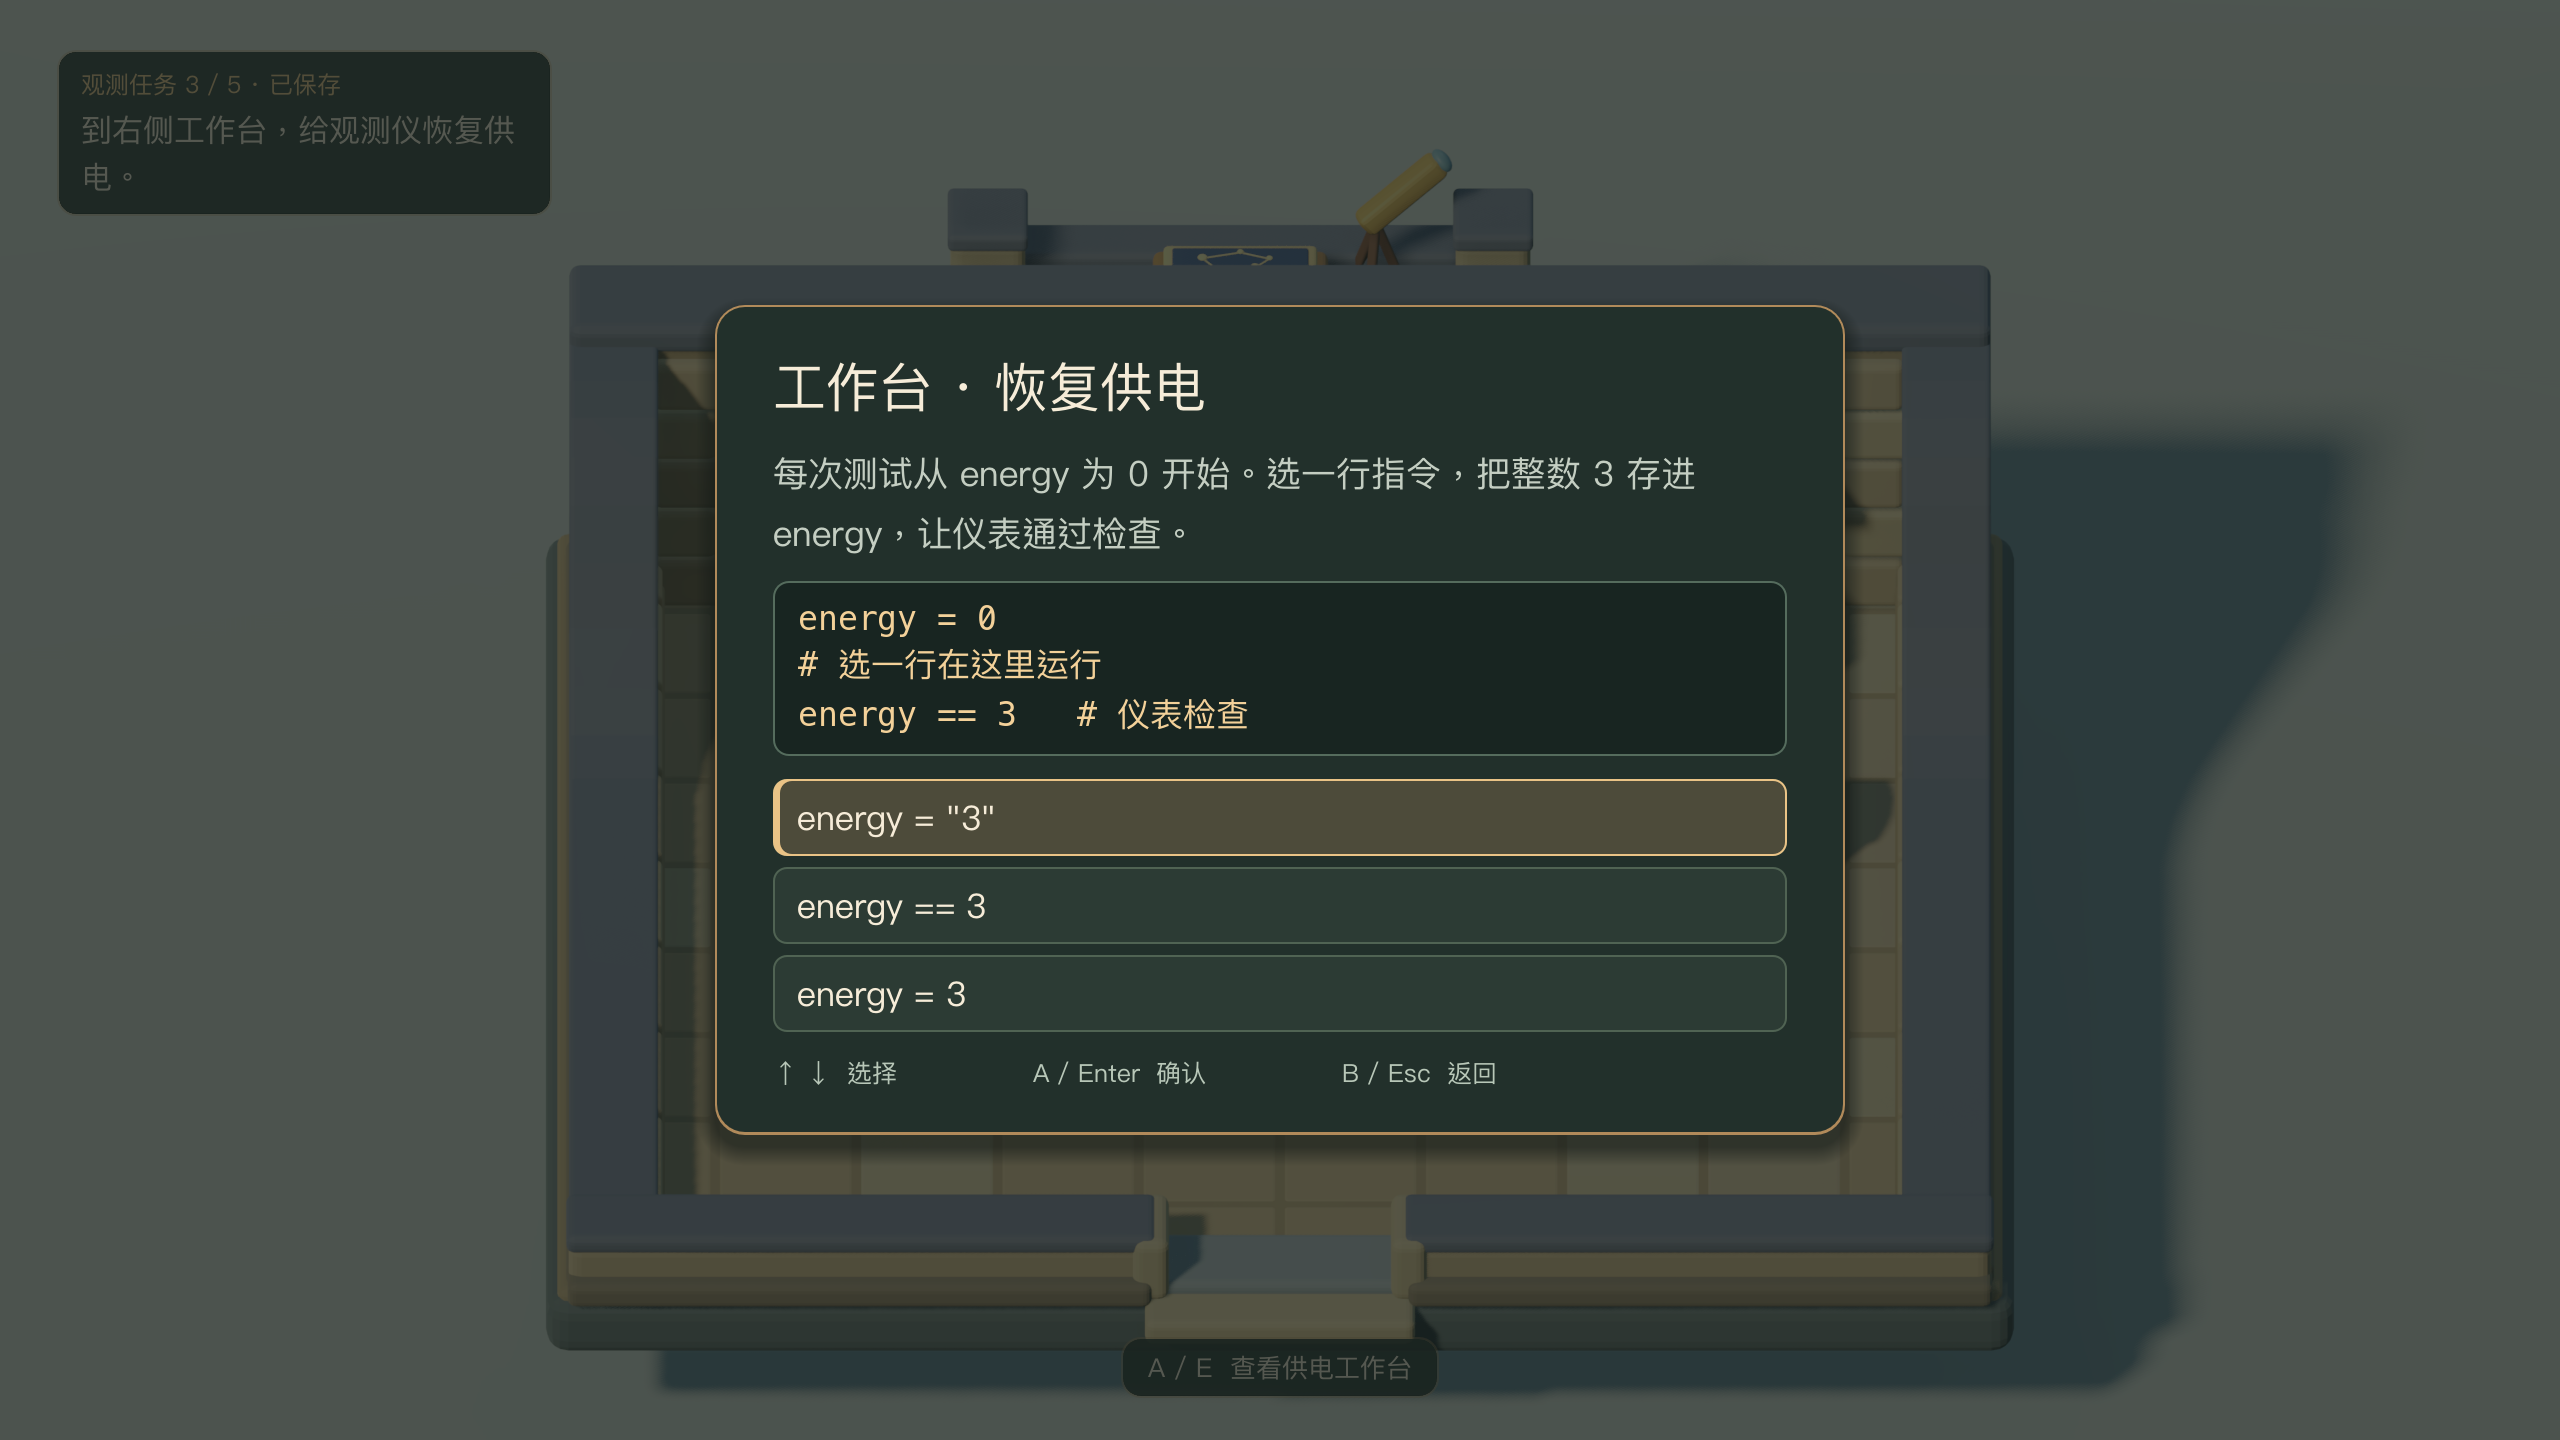 观测任务 3 / 5 · 已保存
到右侧工作台，给观测仪恢复供
电。
工作台 · 恢复供电
每次测试从 energy 为 0 开始。选一行指令，把整数 3 存进
energy，让仪表通过检查。
energy = 0
# 选一行在这里运行
energy == 3   # 仪表检查
energy = "3"
energy == 3
energy = 3
↑ ↓ 选择 A / Enter 确认 B / Esc 返回
A / E 查看供电工作台